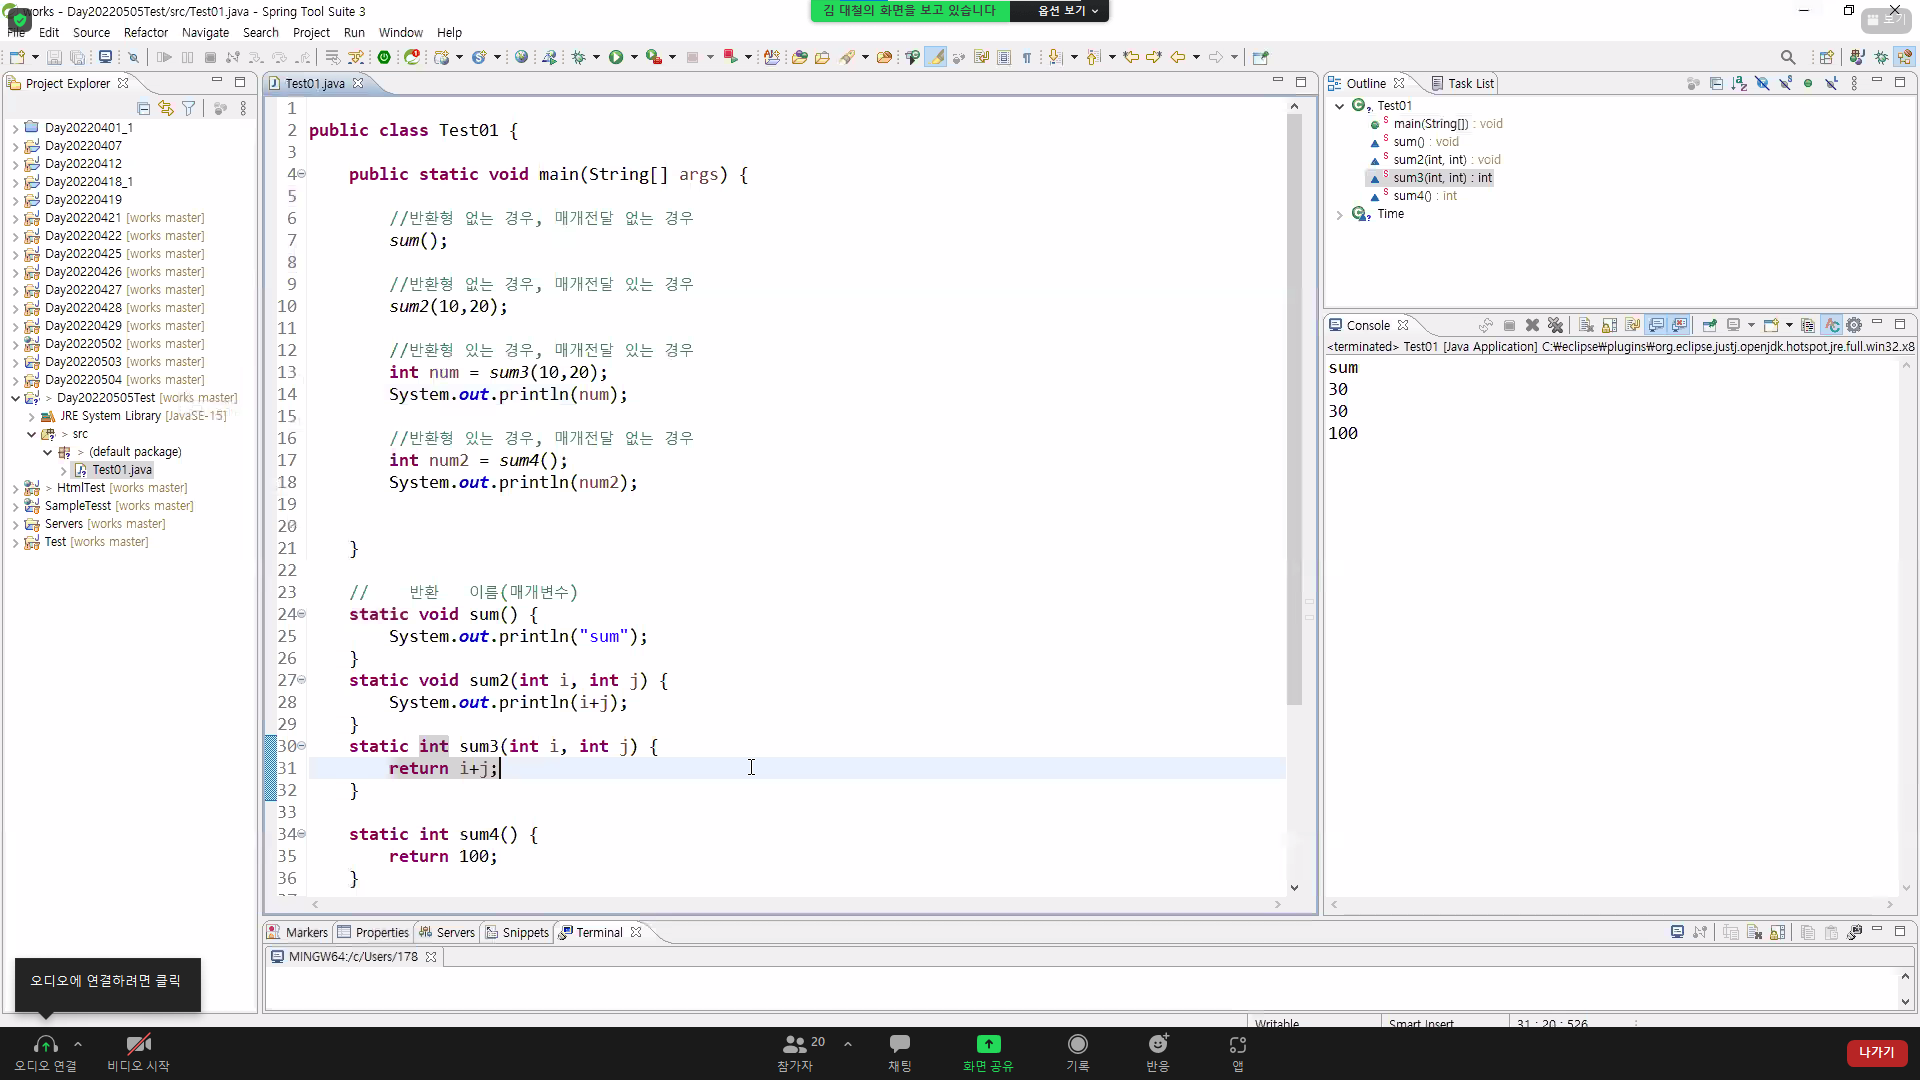 works - Day20220505Test/src/Test01.java - Spring Tool Suite 3
김 대철의 화면을 보고 있습니다 옵션 보기
보기
File Edit Source Refactor Navigate Search Project Run Window Help
Project Explorer
Day20220401_1
Day20220407
Day20220412
Day20220418_1
Day20220419
Day20220421 [works master]
Day20220422 [works master]
Day20220425 [works master]
Day20220426 [works master]
Day20220427 [works master]
Day20220428 [works master]
Day20220429 [works master]
Day20220502 [works master]
Day20220503 [works master]
Day20220504 [works master]
> Day20220505Test [works master]
JRE System Library [JavaSE-15]
> src
> (default package)
Test01.java
> HtmlTest [works master]
SampleTesst [works master]
Servers [works master]
Test [works master]
Test01.java
1
2 public class Test01 {
3
4 public static void main(String[] args) {
5
6 //반환형 없는 경우, 매개전달 없는 경우
7 sum();
8
9 //반환형 없는 경우, 매개전달 있는 경우
10 sum2(10,20);
11
12 //반환형 있는 경우, 매개전달 있는 경우
13 int num = sum3(10,20);
14 System.out.println(num);
15
16 //반환형 있는 경우, 매개전달 없는 경우
17 int num2 = sum4();
18 System.out.println(num2);
19
20
21 }
22
23 // 반환 이름(매개변수)
24 static void sum() {
25 System.out.println("sum");
26 }
27 static void sum2(int i, int j) {
28 System.out.println(i+j);
29 }
30 static int sum3(int i, int j) {
31 return i+j;
32 }
33
34 static int sum4() {
35 return 100;
36 }
Outline Task List
Test01
main(String[]) : void
sum() : void
sum2(int, int) : void
sum3(int, int) : int
sum4() : int
Time
Console
<terminated> Test01 [Java Application] C:₩eclipse₩plugins₩org.eclipse.justj.openjdk.hotspot.jre.full.win32.x8
sum
30
30
100
Markers Properties Servers Snippets Terminal
MINGW64:/c/Users/178
오디오에 연결하려면 클릭
Writable Smart Insert 31 : 20 : 526
오디오 연결 비디오 시작 참가자 20 채팅 화면 공유 기록 반응 앱 나가기